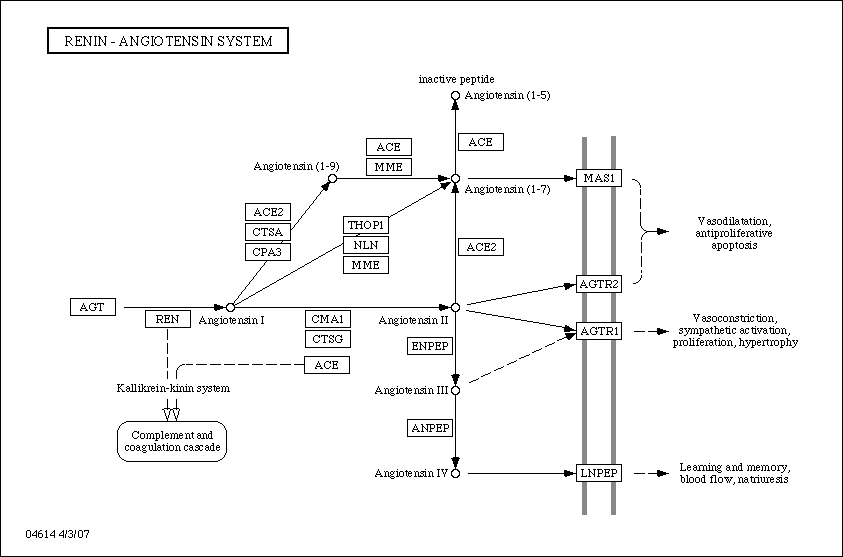 RENIN - ANGIOTENSIN SYSTEM
inactive peptide
Angiotensin (1-5)
ACE
ACE
Angiotensin (1-9)
MME
MAS1
Angiotensin (1-7)
ACE2
THOP1
Vasodilatation,
antiproliferative
apoptosis
CTSA
NLN
ACE2
CPA3
MME
AGTR2
AGT
REN
Angiotensin I
CMA1
Angiotensin II
AGTR1
Vasoconstriction,
sympathetic activation,
proliferation, hypertrophy
CTSG
ENPEP
ACE
Kallikrein-kinin system
Angiotensin III
ANPEP
Complement and
coagulation cascade
Angiotensin IV
LNPEP
Learning and memory,
blood flow, natriuresis
04614 4/3/07